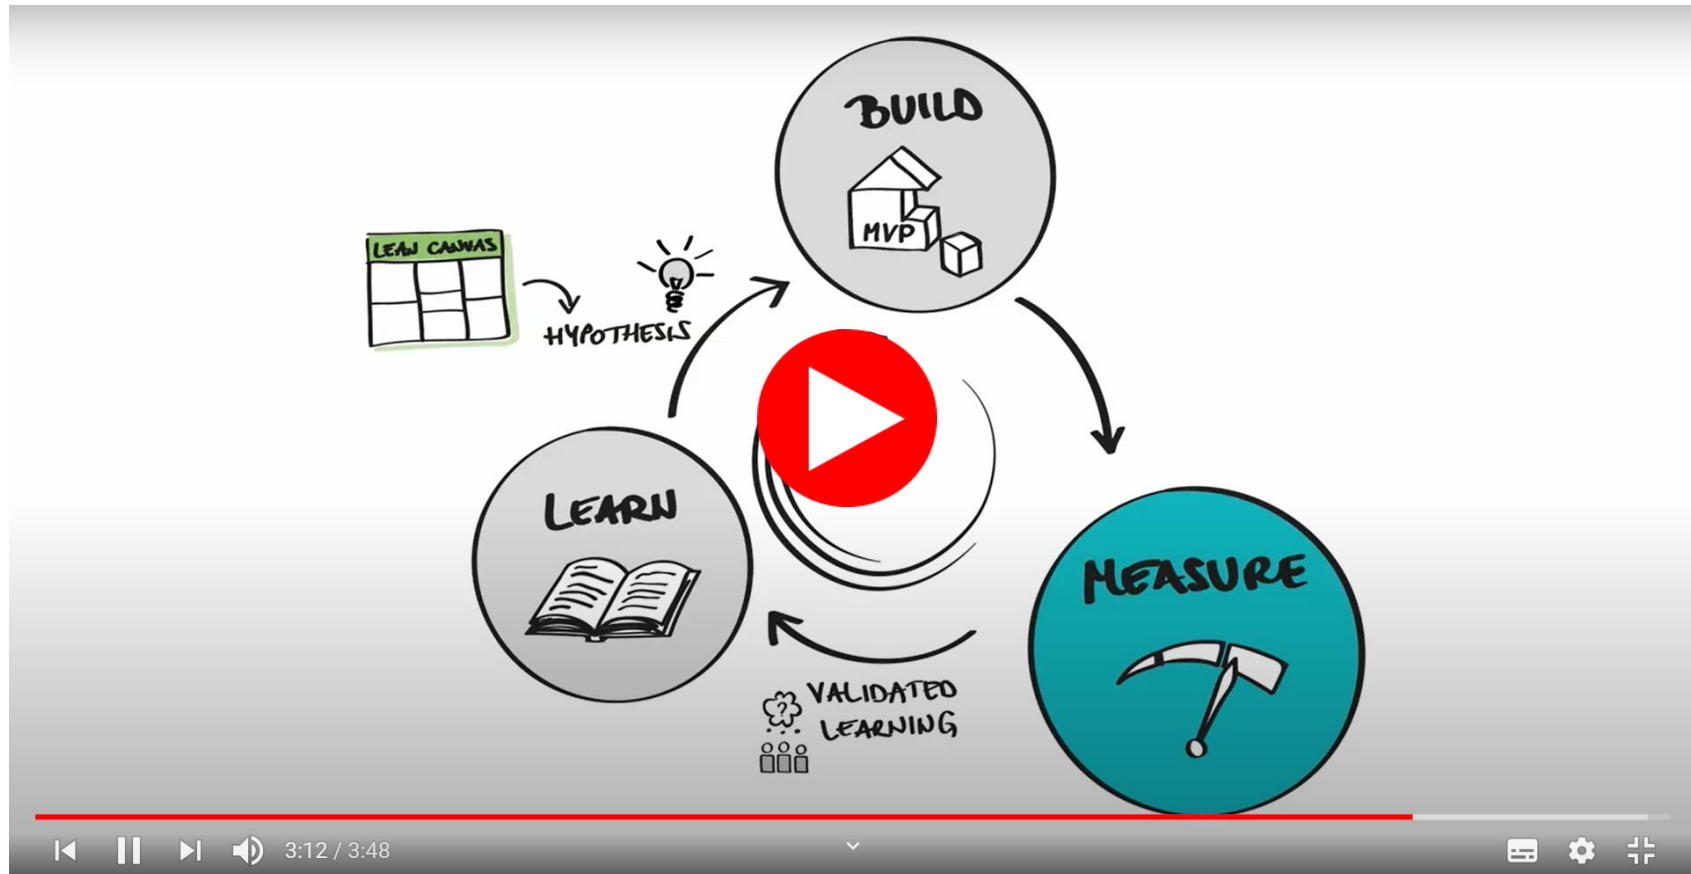 BUILD
MVP
LEAN CANVAS
HYPOTHESIS
LEARN
MEASURE
?
VALIDATED
LEARNING
3:12 / 3:48